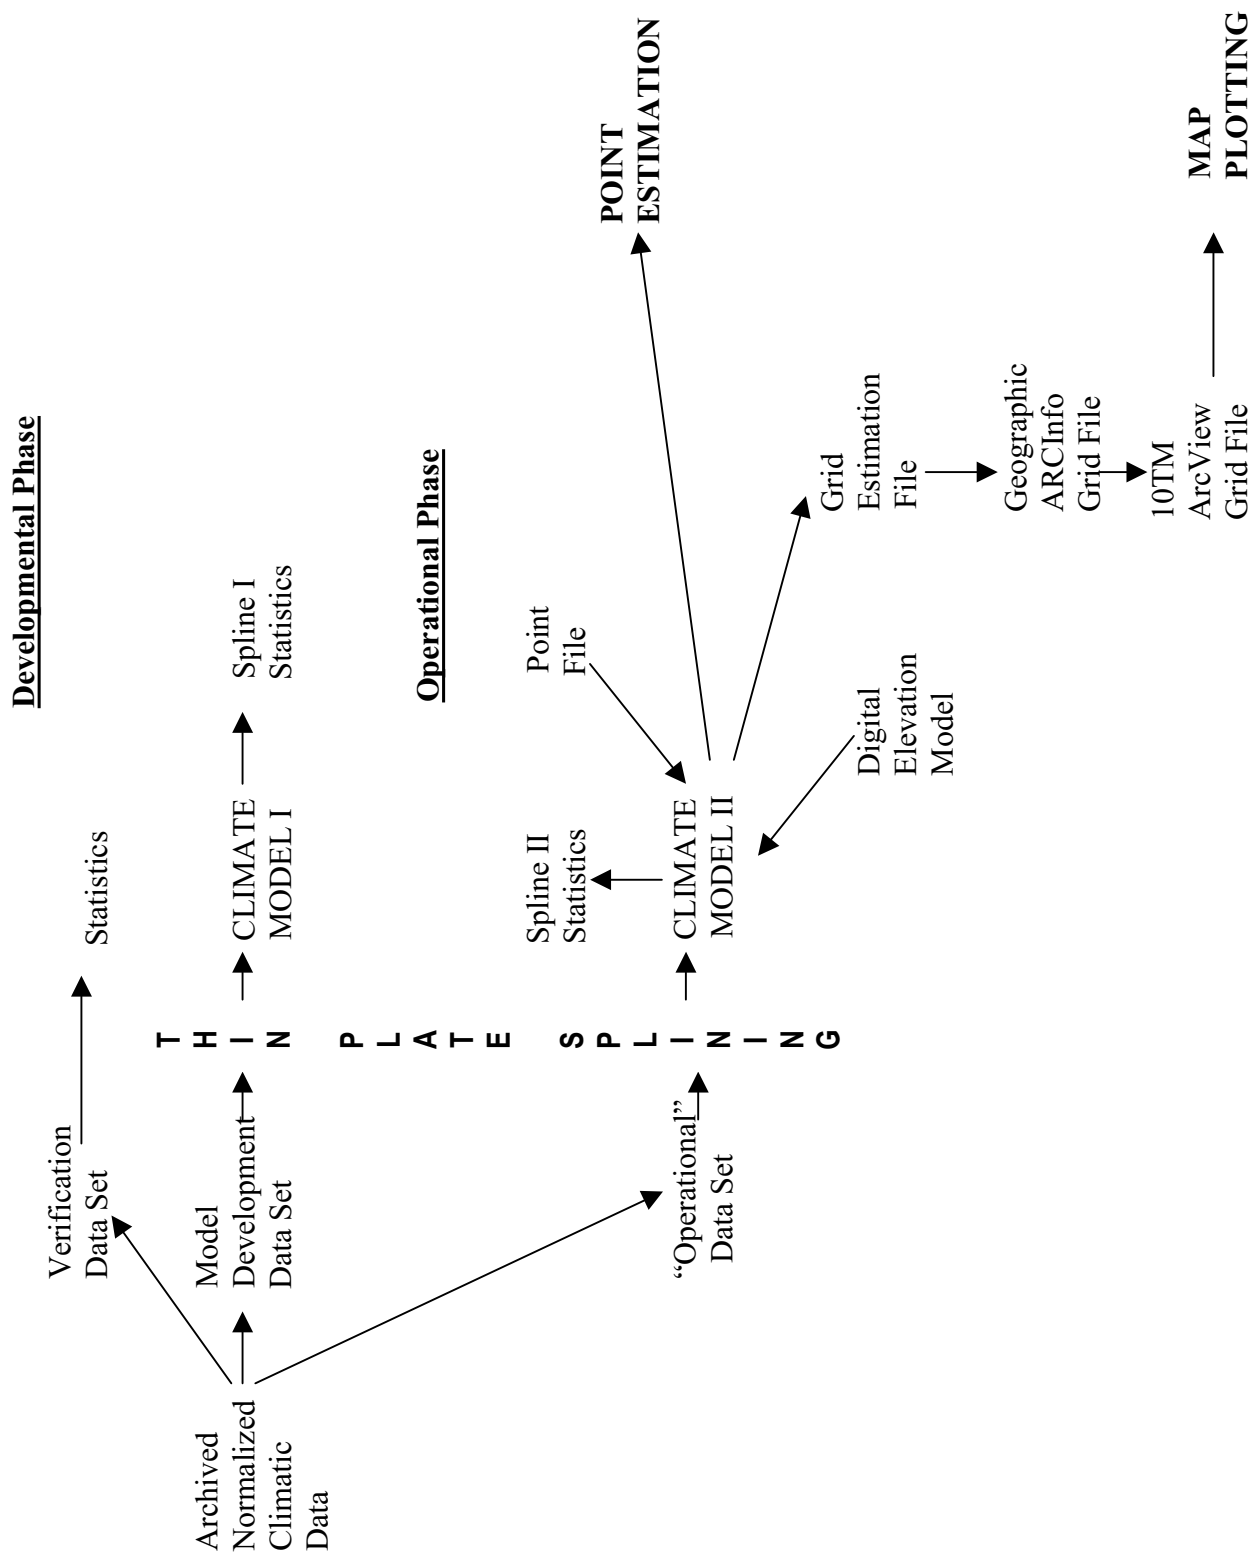 Developmental Phase
Verification
Data Set
Statistics
Archived
Normalized
Climatic
Data
Model
Development
Data Set
THIN PLATE SPLINING
CLIMATE
MODEL I
Spline I
Statistics
Operational Phase
Spline II
Statistics
Point
File
“Operational”
Data Set
CLIMATE
MODEL II
POINT
ESTIMATION
Digital
Elevation
Model
Grid
Estimation
File
Geographic
ARCInfo
Grid File
10TM
ArcView
Grid File
MAP
PLOTTING